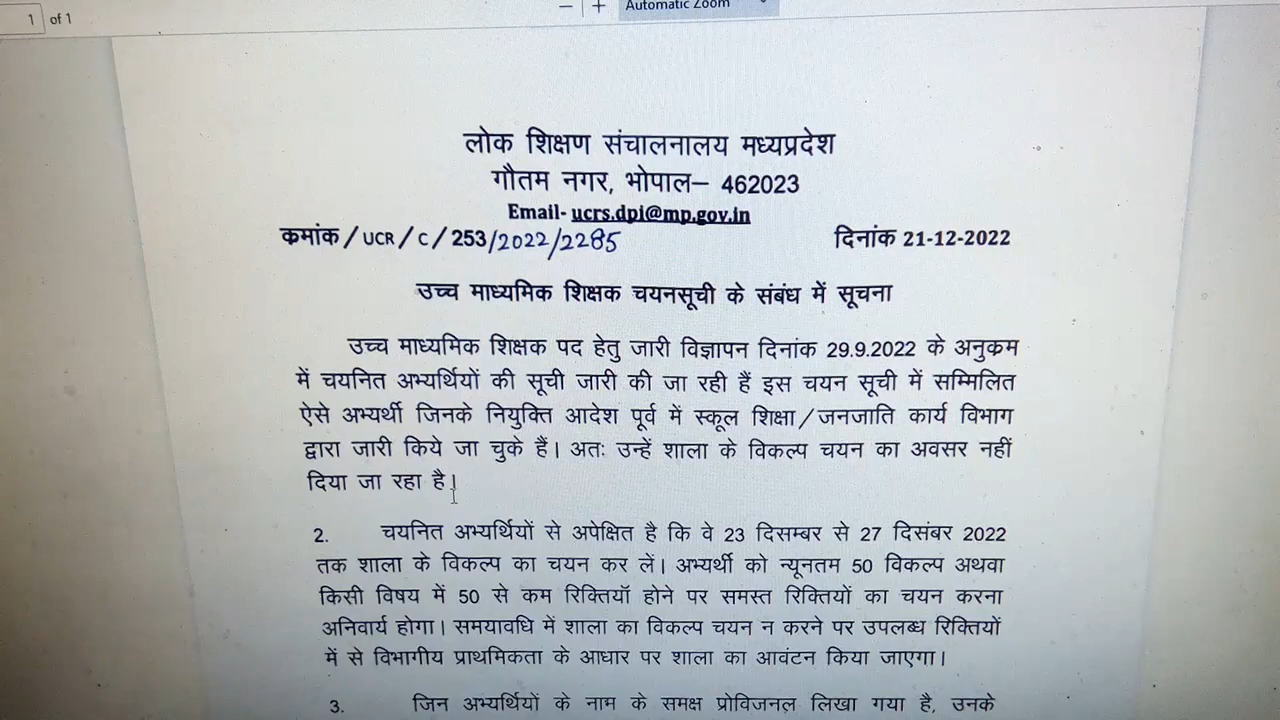 1 of 1
Automatic Zoom
लोक शिक्षण संचालनालय मध्यप्रदेश
गौतम नगर, भोपाल– 462023
Email- ucrs.dpi@mp.gov.in
कमांक / UCR / C / 253/2022/2285 दिनांक 21-12-2022
उच्च माध्यमिक शिक्षक चयनसूची के संबंध में सूचना
उच्च माध्यमिक शिक्षक पद हेतु जारी विज्ञापन दिनांक 29.9.2022 के अनुकम
में चयनित अभ्यर्थियों की सूची जारी की जा रही हैं इस चयन सूची में सम्मिलित
ऐसे अभ्यर्थी जिनके नियुक्ति आदेश पूर्व में स्कूल शिक्षा/जनजाति कार्य विभाग
द्वारा जारी किये जा चुके हैं। अतः उन्हें शाला के विकल्प चयन का अवसर नहीं
दिया जा रहा है।
2. चयनित अभ्यर्थियों से अपेक्षित है कि वे 23 दिसम्बर से 27 दिसंबर 2022
तक शाला के विकल्प का चयन कर लें। अभ्यर्थी को न्यूनतम 50 विकल्प अथवा
किसी विषय में 50 से कम रिक्तियॉ होने पर समस्त रिक्तियों का चयन करना
अनिवार्य होगा। समयावधि में शाला का विकल्प चयन न करने पर उपलब्ध रिक्तियों
में से विभागीय प्राथमिकता के आधार पर शाला का आवंटन किया जाएगा।
3. जिन अभ्यर्थियों के नाम के समक्ष प्रोविजनल लिखा गया है, उनके